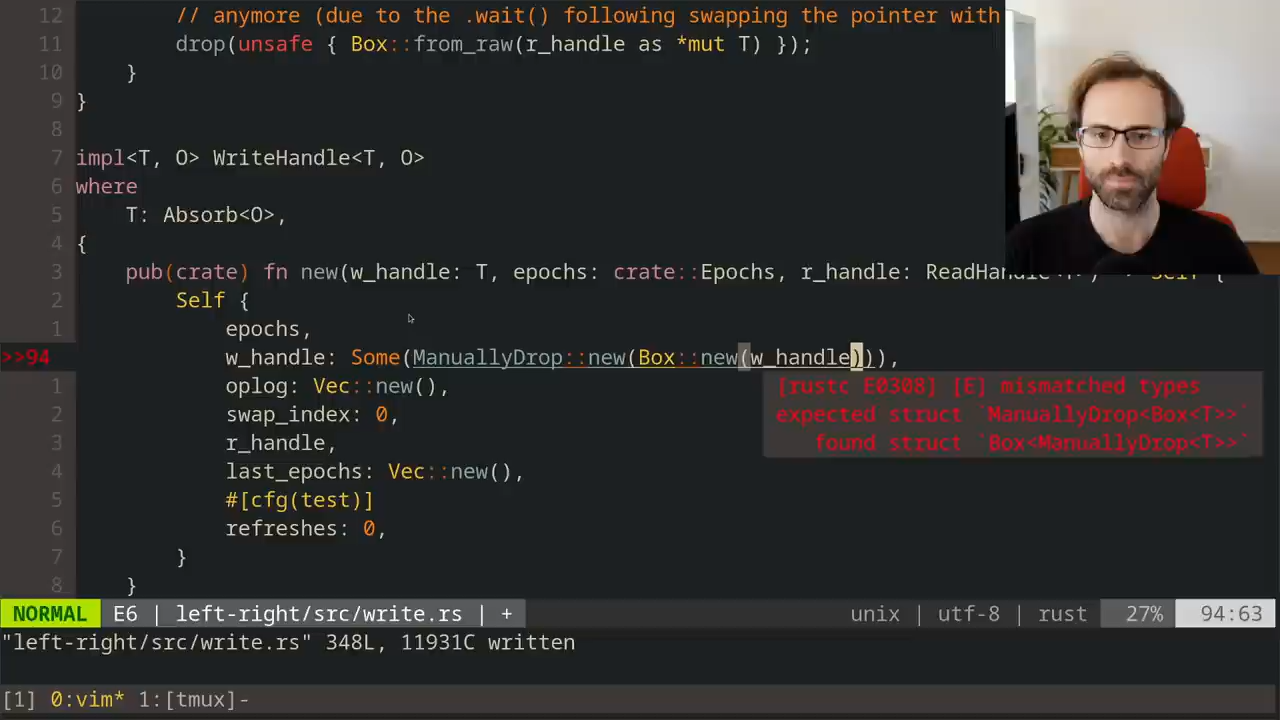 12 // anymore (due to the .wait() following swapping the pointer with
11 drop(unsafe { Box::from_raw(r_handle as *mut T) });
10 }
9 }
8
7 impl<T, O> WriteHandle<T, O>
6 where
5 T: Absorb<O>,
4 {
3 pub(crate) fn new(w_handle: T, epochs: crate::Epochs, r_handle: ReadHandle<T>) -> Self {
2 Self {
1 epochs,
>>94 w_handle: Some(ManuallyDrop::new(Box::new(w_handle))),
1 oplog: Vec::new(),
[rustc E0308] [E] mismatched types
2 swap_index: 0,
expected struct `ManuallyDrop<Box<T>>`
3 r_handle,
found struct `Box<ManuallyDrop<T>>`
4 last_epochs: Vec::new(),
5 #[cfg(test)]
6 refreshes: 0,
7 }
8 }
NORMAL E6 | left-right/src/write.rs | + unix | utf-8 | rust 27% 94:63
"left-right/src/write.rs" 348L, 11931C written
[1] 0:vim* 1:[tmux]-